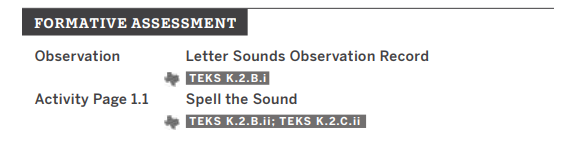 FORMATIVE ASSESSMENT
Observation Letter Sounds Observation Record
TEKS K.2.B.i
Activity Page 1.1 Spell the Sound
TEKS K.2.B.ii; TEKS K.2.C.ii